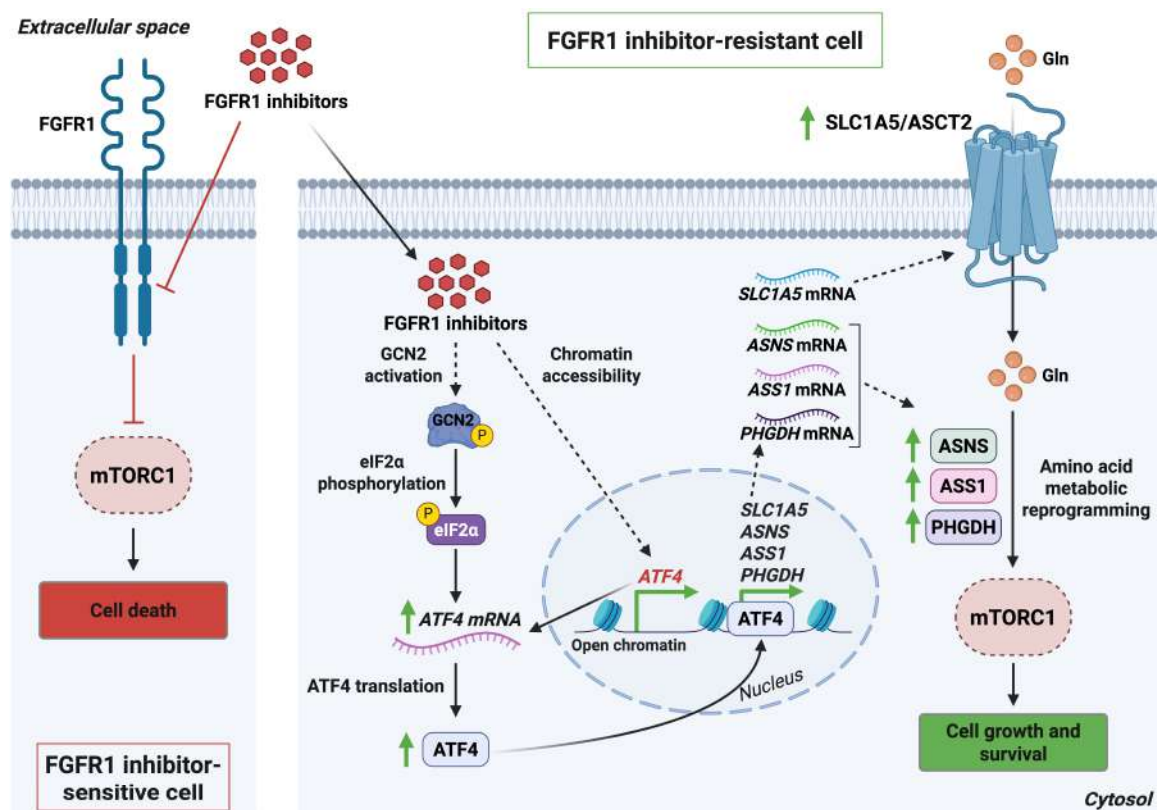 Extracellular space
FGFR1 inhibitors
FGFR1
mTORC1
Cell death
FGFR1 inhibitor-
sensitive cell
FGFR1 inhibitor-resistant cell
FGFR1 inhibitors
GCN2
activation
Chromatin
accessibility
GCN2
P
eIF2α
phosphorylation
P
eIF2α
ATF4 mRNA
ATF4 translation
ATF4
ATF4
Open chromatin
SLC1A5
ASNS
ASS1
PHGDH
ATF4
Nucleus
SLC1A5 mRNA
ASNS mRNA
ASS1 mRNA
PHGDH mRNA
Gln
SLC1A5/ASCT2
Gln
ASNS
ASS1
PHGDH
Amino acid
metabolic
reprogramming
mTORC1
Cell growth and
survival
Cytosol